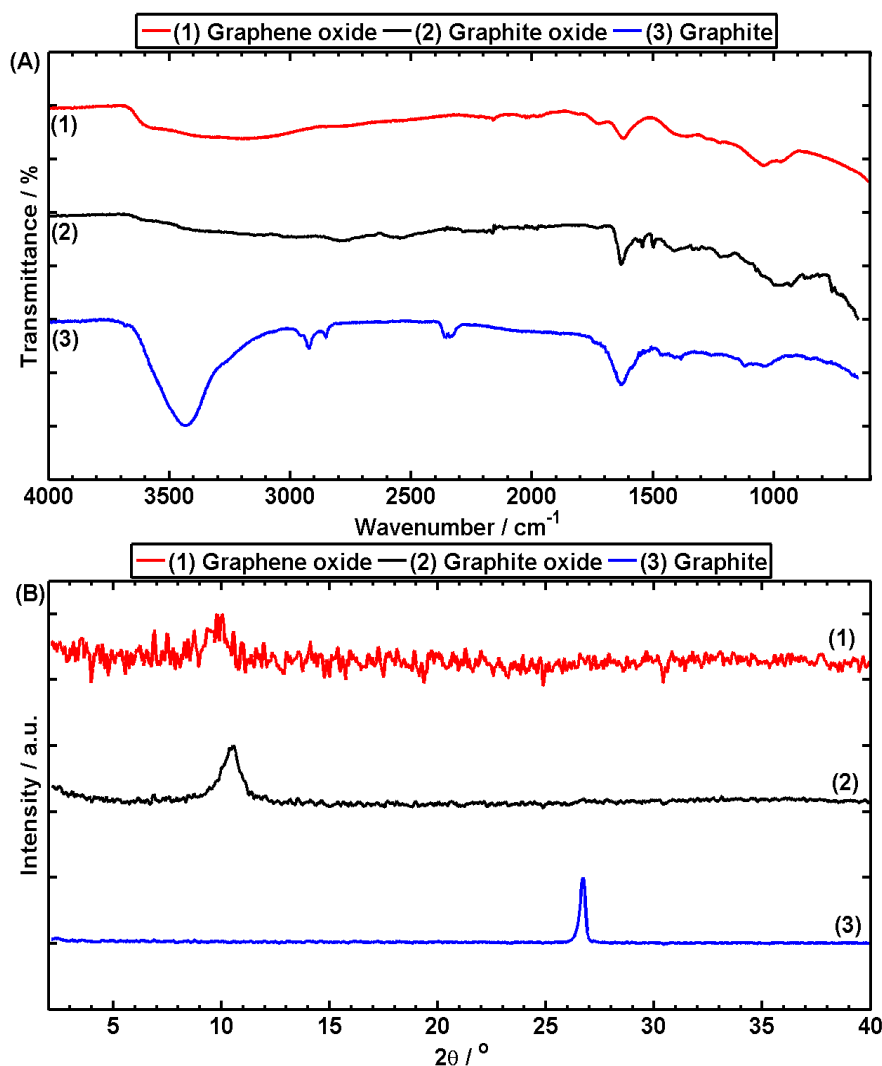 (1) Graphene oxide (2) Graphite oxide (3) Graphite
(A)
(1)
(2)
(3)
Transmittance / %
4000 3500 3000 2500 2000 1500 1000
Wavenumber / cm⁻¹
(1) Graphene oxide (2) Graphite oxide (3) Graphite
(B)
(1)
(2)
(3)
Intensity / a.u.
5 10 15 20 25 30 35 40
2θ / °